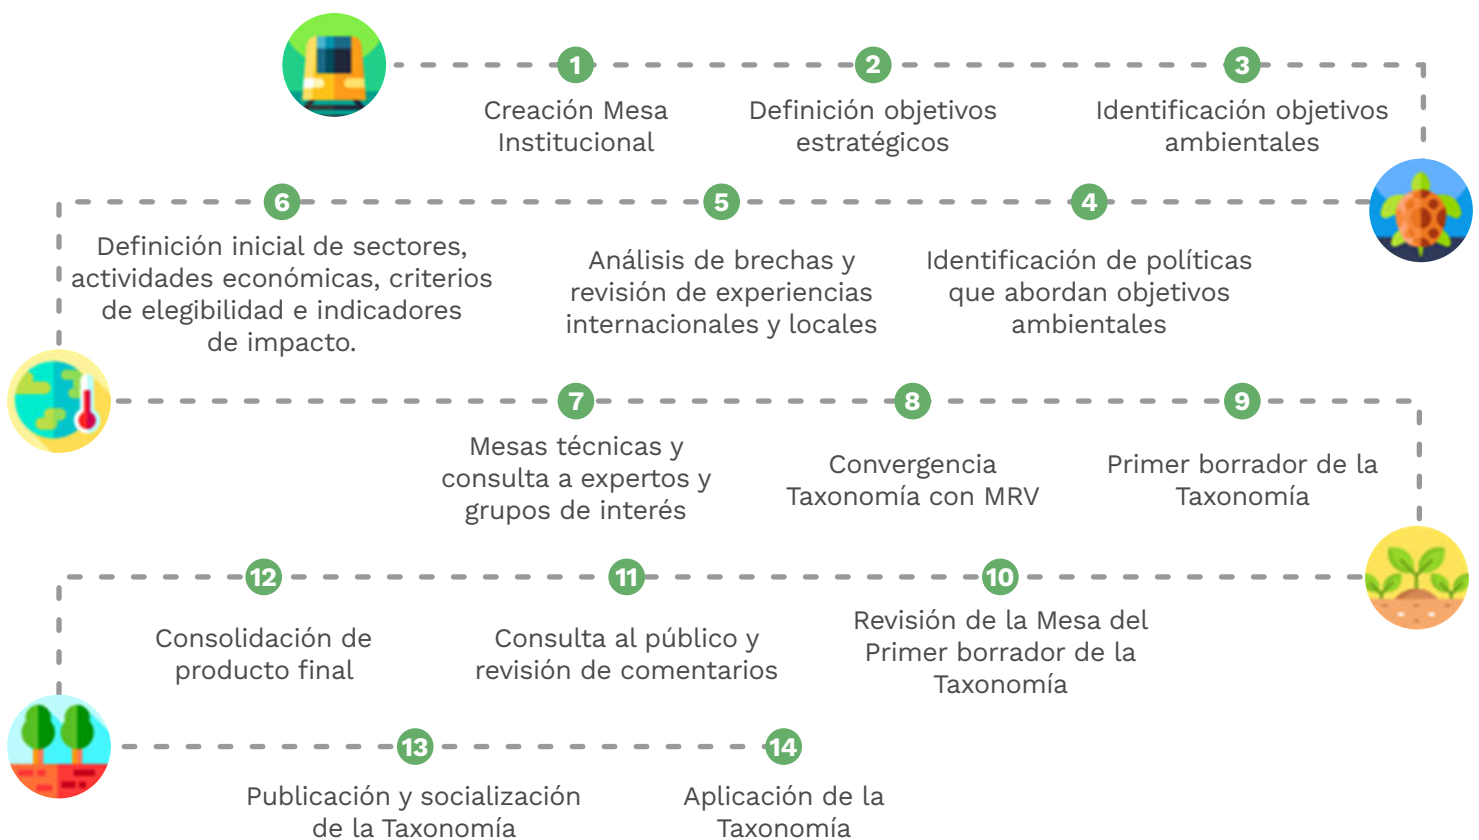 1
Creación Mesa
Institucional
2
Definición objetivos
estratégicos
3
Identificación objetivos
ambientales
4
Identificación de políticas
que abordan objetivos
ambientales
5
Análisis de brechas y
revisión de experiencias
internacionales y locales
6
Definición inicial de sectores,
actividades económicas, criterios
de elegibilidad e indicadores
de impacto.
7
Mesas técnicas y
consulta a expertos y
grupos de interés
8
Convergencia
Taxonomía con MRV
9
Primer borrador de la
Taxonomía
10
Revisión de la Mesa del
Primer borrador de la
Taxonomía
11
Consulta al público y
revisión de comentarios
12
Consolidación de
producto final
13
Publicación y socialización
de la Taxonomía
14
Aplicación de la
Taxonomía